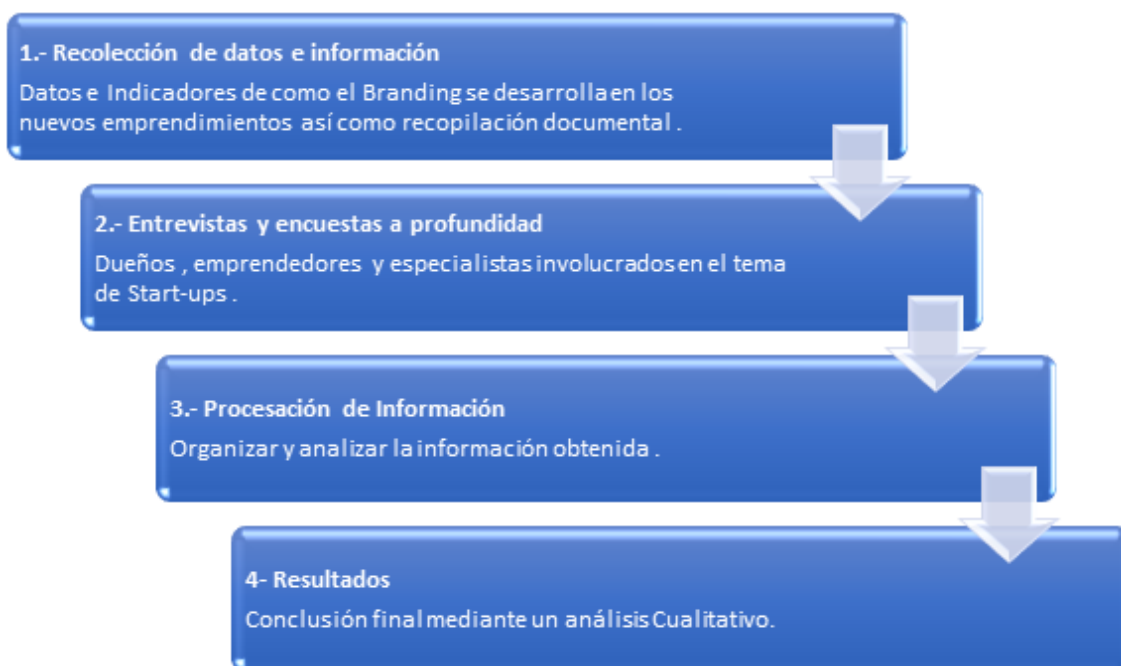 1.- Recolección de datos e información
Datos e Indicadores de como el Branding se desarrolla en los
nuevos emprendimientos así como recopilación documental .
2.- Entrevistas y encuestas a profundidad
Dueños , emprendedores y especialistas involucrados en el tema
de Start-ups .
3.- Procesación de Información
Organizar y analizar la información obtenida .
4- Resultados
Conclusión final mediante un análisis Cualitativo.